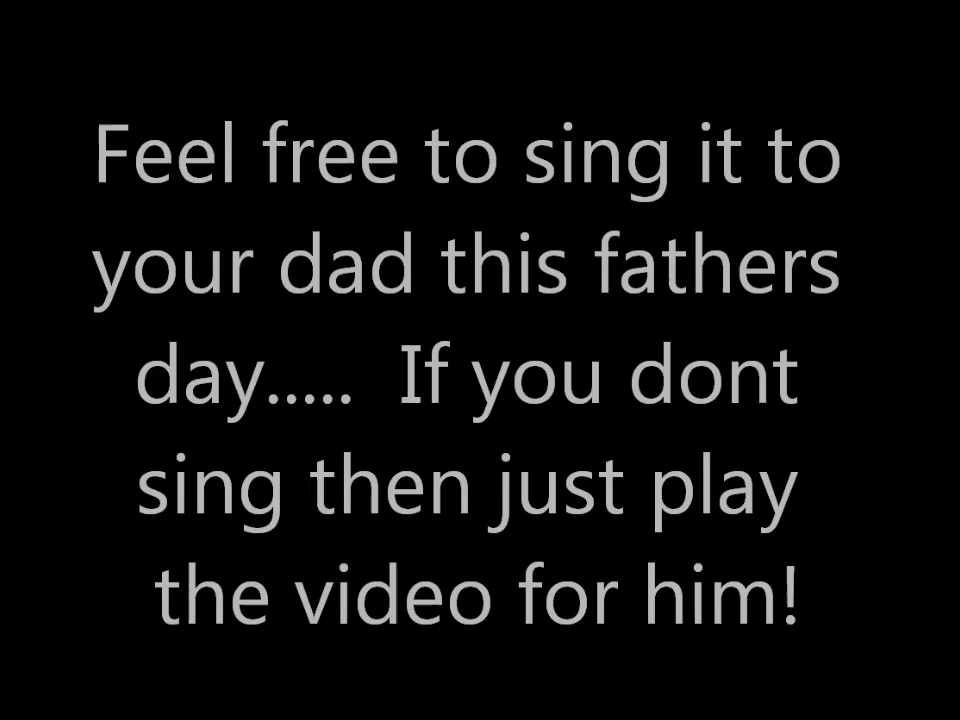 Feel free to sing it to
your dad this fathers
day.....  If you dont
sing then just play
the video for him!